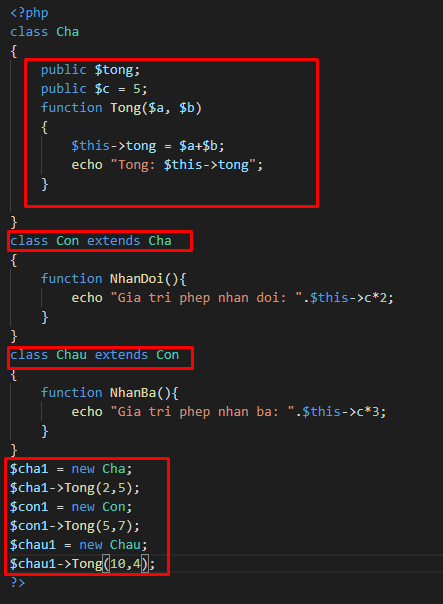 <?php
class Cha
{
    public $tong;
    public $c = 5;
    function Tong($a, $b)
    {
        $this->tong = $a+$b;
        echo "Tong: $this->tong";
    }

}
class Con extends Cha
{
    function NhanDoi(){
        echo "Gia tri phep nhan doi: ".$this->c*2;
    }
}
class Chau extends Con
{
    function NhanBa(){
        echo "Gia tri phep nhan ba: ".$this->c*3;
    }
}
$cha1 = new Cha;
$cha1->Tong(2,5);
$con1 = new Con;
$con1->Tong(5,7);
$chau1 = new Chau;
$chau1->Tong(10,4);
?>